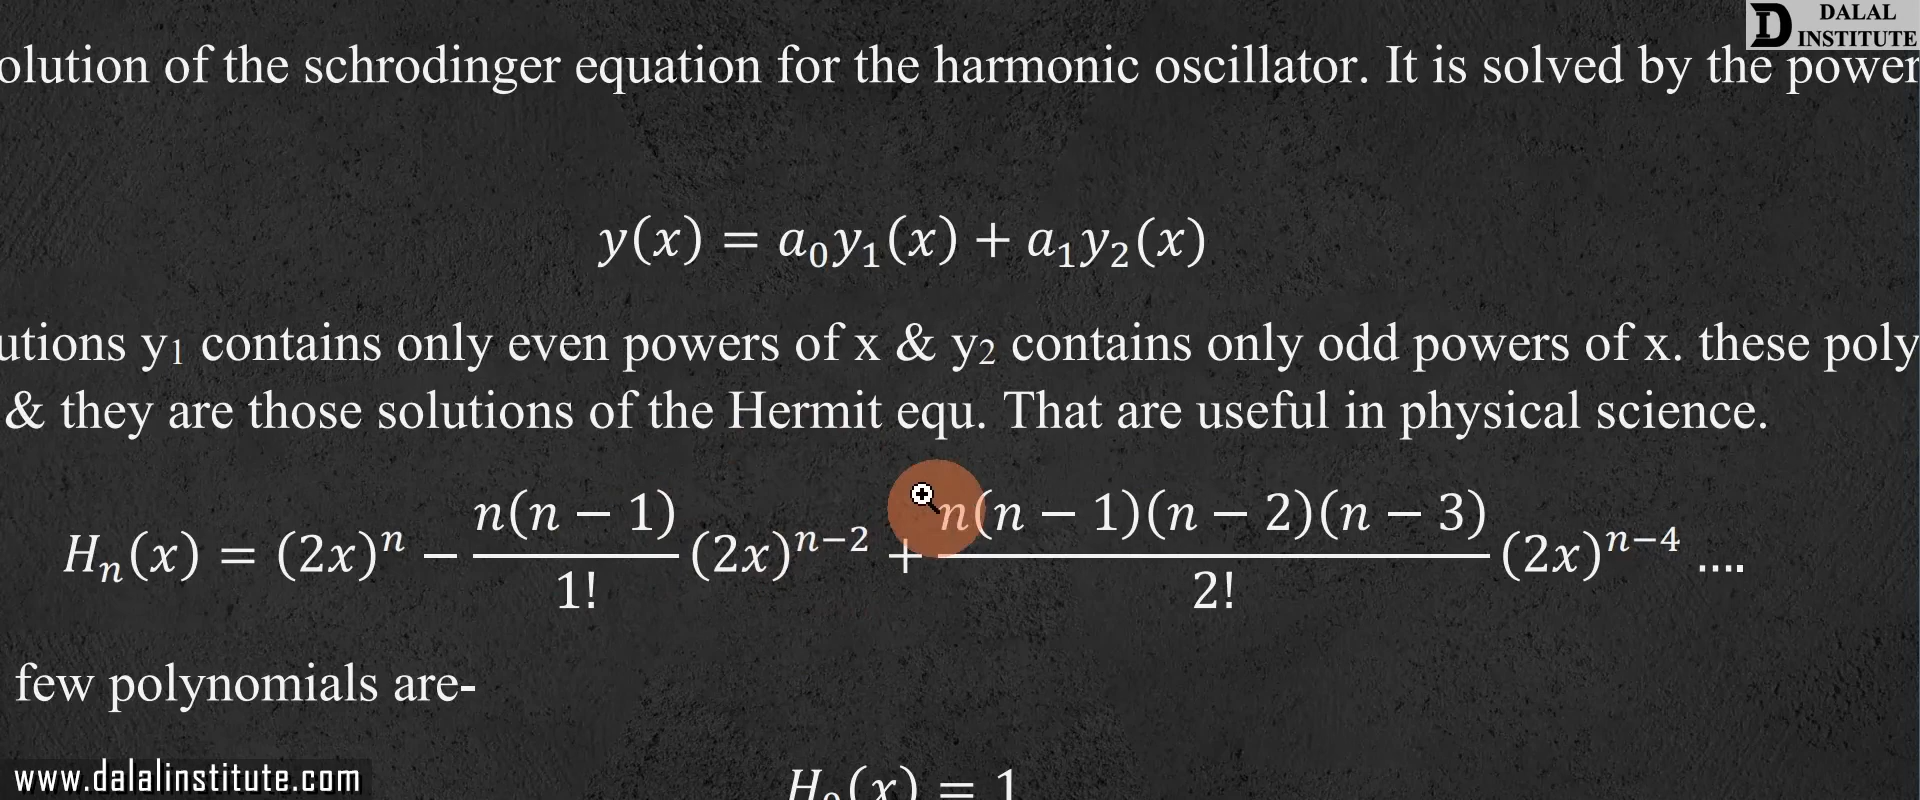 DALAL
INSTITUTE
olution of the schrodinger equation for the harmonic oscillator. It is solved by the power
y(x) = a₀y₁(x) + a₁y₂(x)
utions y₁ contains only even powers of x & y₂ contains only odd powers of x. these poly
& they are those solutions of the Hermit equ. That are useful in physical science.
Hₙ(x) = (2x)ⁿ − n(n − 1)/1! (2x)ⁿ⁻² + n(n − 1)(n − 2)(n − 3)/2! (2x)ⁿ⁻⁴ ....
few polynomials are-
H₀(x) = 1
www.dalalinstitute.com